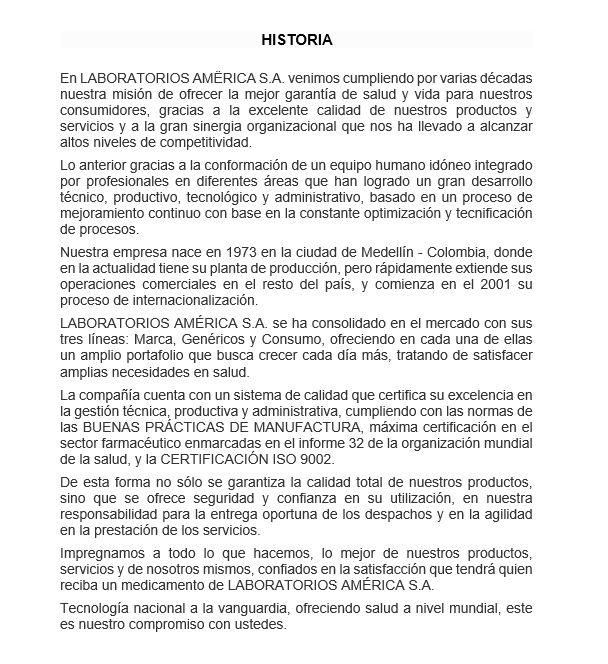 HISTORIA
En LABORATORIOS AMËRICA S.A. venimos cumpliendo por varias décadas
nuestra misión de ofrecer la mejor garantía de salud y vida para nuestros
consumidores, gracias a la excelente calidad de nuestros productos y
servicios y a la gran sinergia organizacional que nos ha llevado a alcanzar
altos niveles de competitividad.
Lo anterior gracias a la conformación de un equipo humano idóneo integrado
por profesionales en diferentes áreas que han logrado un gran desarrollo
técnico, productivo, tecnológico y administrativo, basado en un proceso de
mejoramiento continuo con base en la constante optimización y tecnificación
de procesos.
Nuestra empresa nace en 1973 en la ciudad de Medellín - Colombia, donde
en la actualidad tiene su planta de producción, pero rápidamente extiende sus
operaciones comerciales en el resto del país, y comienza en el 2001 su
proceso de internacionalización.
LABORATORIOS AMÉRICA S.A. se ha consolidado en el mercado con sus
tres líneas: Marca, Genéricos y Consumo, ofreciendo en cada una de ellas
un amplio portafolio que busca crecer cada día más, tratando de satisfacer
amplias necesidades en salud.
La compañía cuenta con un sistema de calidad que certifica su excelencia en
la gestión técnica, productiva y administrativa, cumpliendo con las normas de
las BUENAS PRÁCTICAS DE MANUFACTURA, máxima certificación en el
sector farmacéutico enmarcadas en el informe 32 de la organización mundial
de la salud, y la CERTIFICACIÓN ISO 9002.
De esta forma no sólo se garantiza la calidad total de nuestros productos,
sino que se ofrece seguridad y confianza en su utilización, en nuestra
responsabilidad para la entrega oportuna de los despachos y en la agilidad
en la prestación de los servicios.
Impregnamos a todo lo que hacemos, lo mejor de nuestros productos,
servicios y de nosotros mismos, confiados en la satisfacción que tendrá quien
reciba un medicamento de LABORATORIOS AMÉRICA S.A.
Tecnología nacional a la vanguardia, ofreciendo salud a nivel mundial, este
es nuestro compromiso con ustedes.